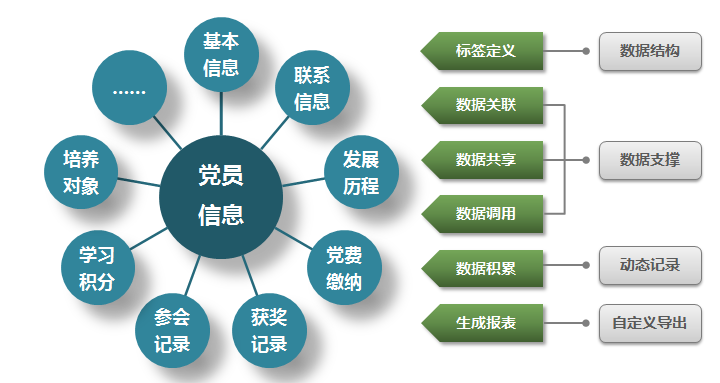 基本
信息
联系
信息
发展
历程
党费
缴纳
获奖
记录
参会
记录
学习
积分
培养
对象
……
党员
信息
标签定义
数据结构
数据关联
数据共享
数据调用
数据支撑
数据积累
动态记录
生成报表
自定义导出